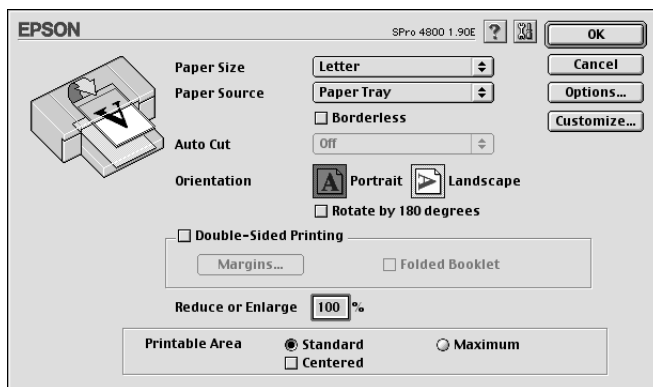 EPSON
SPro 4800 1.90E
?
OK
Paper Size
Letter
Cancel
Paper Source
Paper Tray
Options...
Borderless
Customize...
Auto Cut
Off
Orientation
A Portrait A Landscape
Rotate by 180 degrees
Double-Sided Printing
Margins...
Folded Booklet
Reduce or Enlarge 100 %
Printable Area
Standard
Maximum
Centered
A